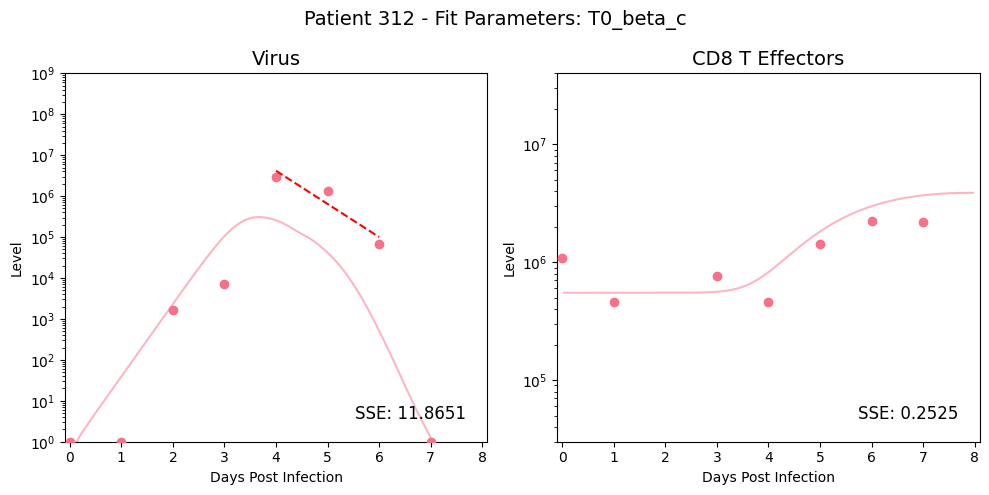 Patient 312 - Fit Parameters: T0_beta_c
Virus
CD8 T Effectors
Level
10^9
10^8
10^7
10^6
10^5
10^4
10^3
10^2
10^1
10^0
SSE: 11.8651
0 1 2 3 4 5 6 7 8
Days Post Infection
Level
10^7
10^6
10^5
SSE: 0.2525
0 1 2 3 4 5 6 7 8
Days Post Infection